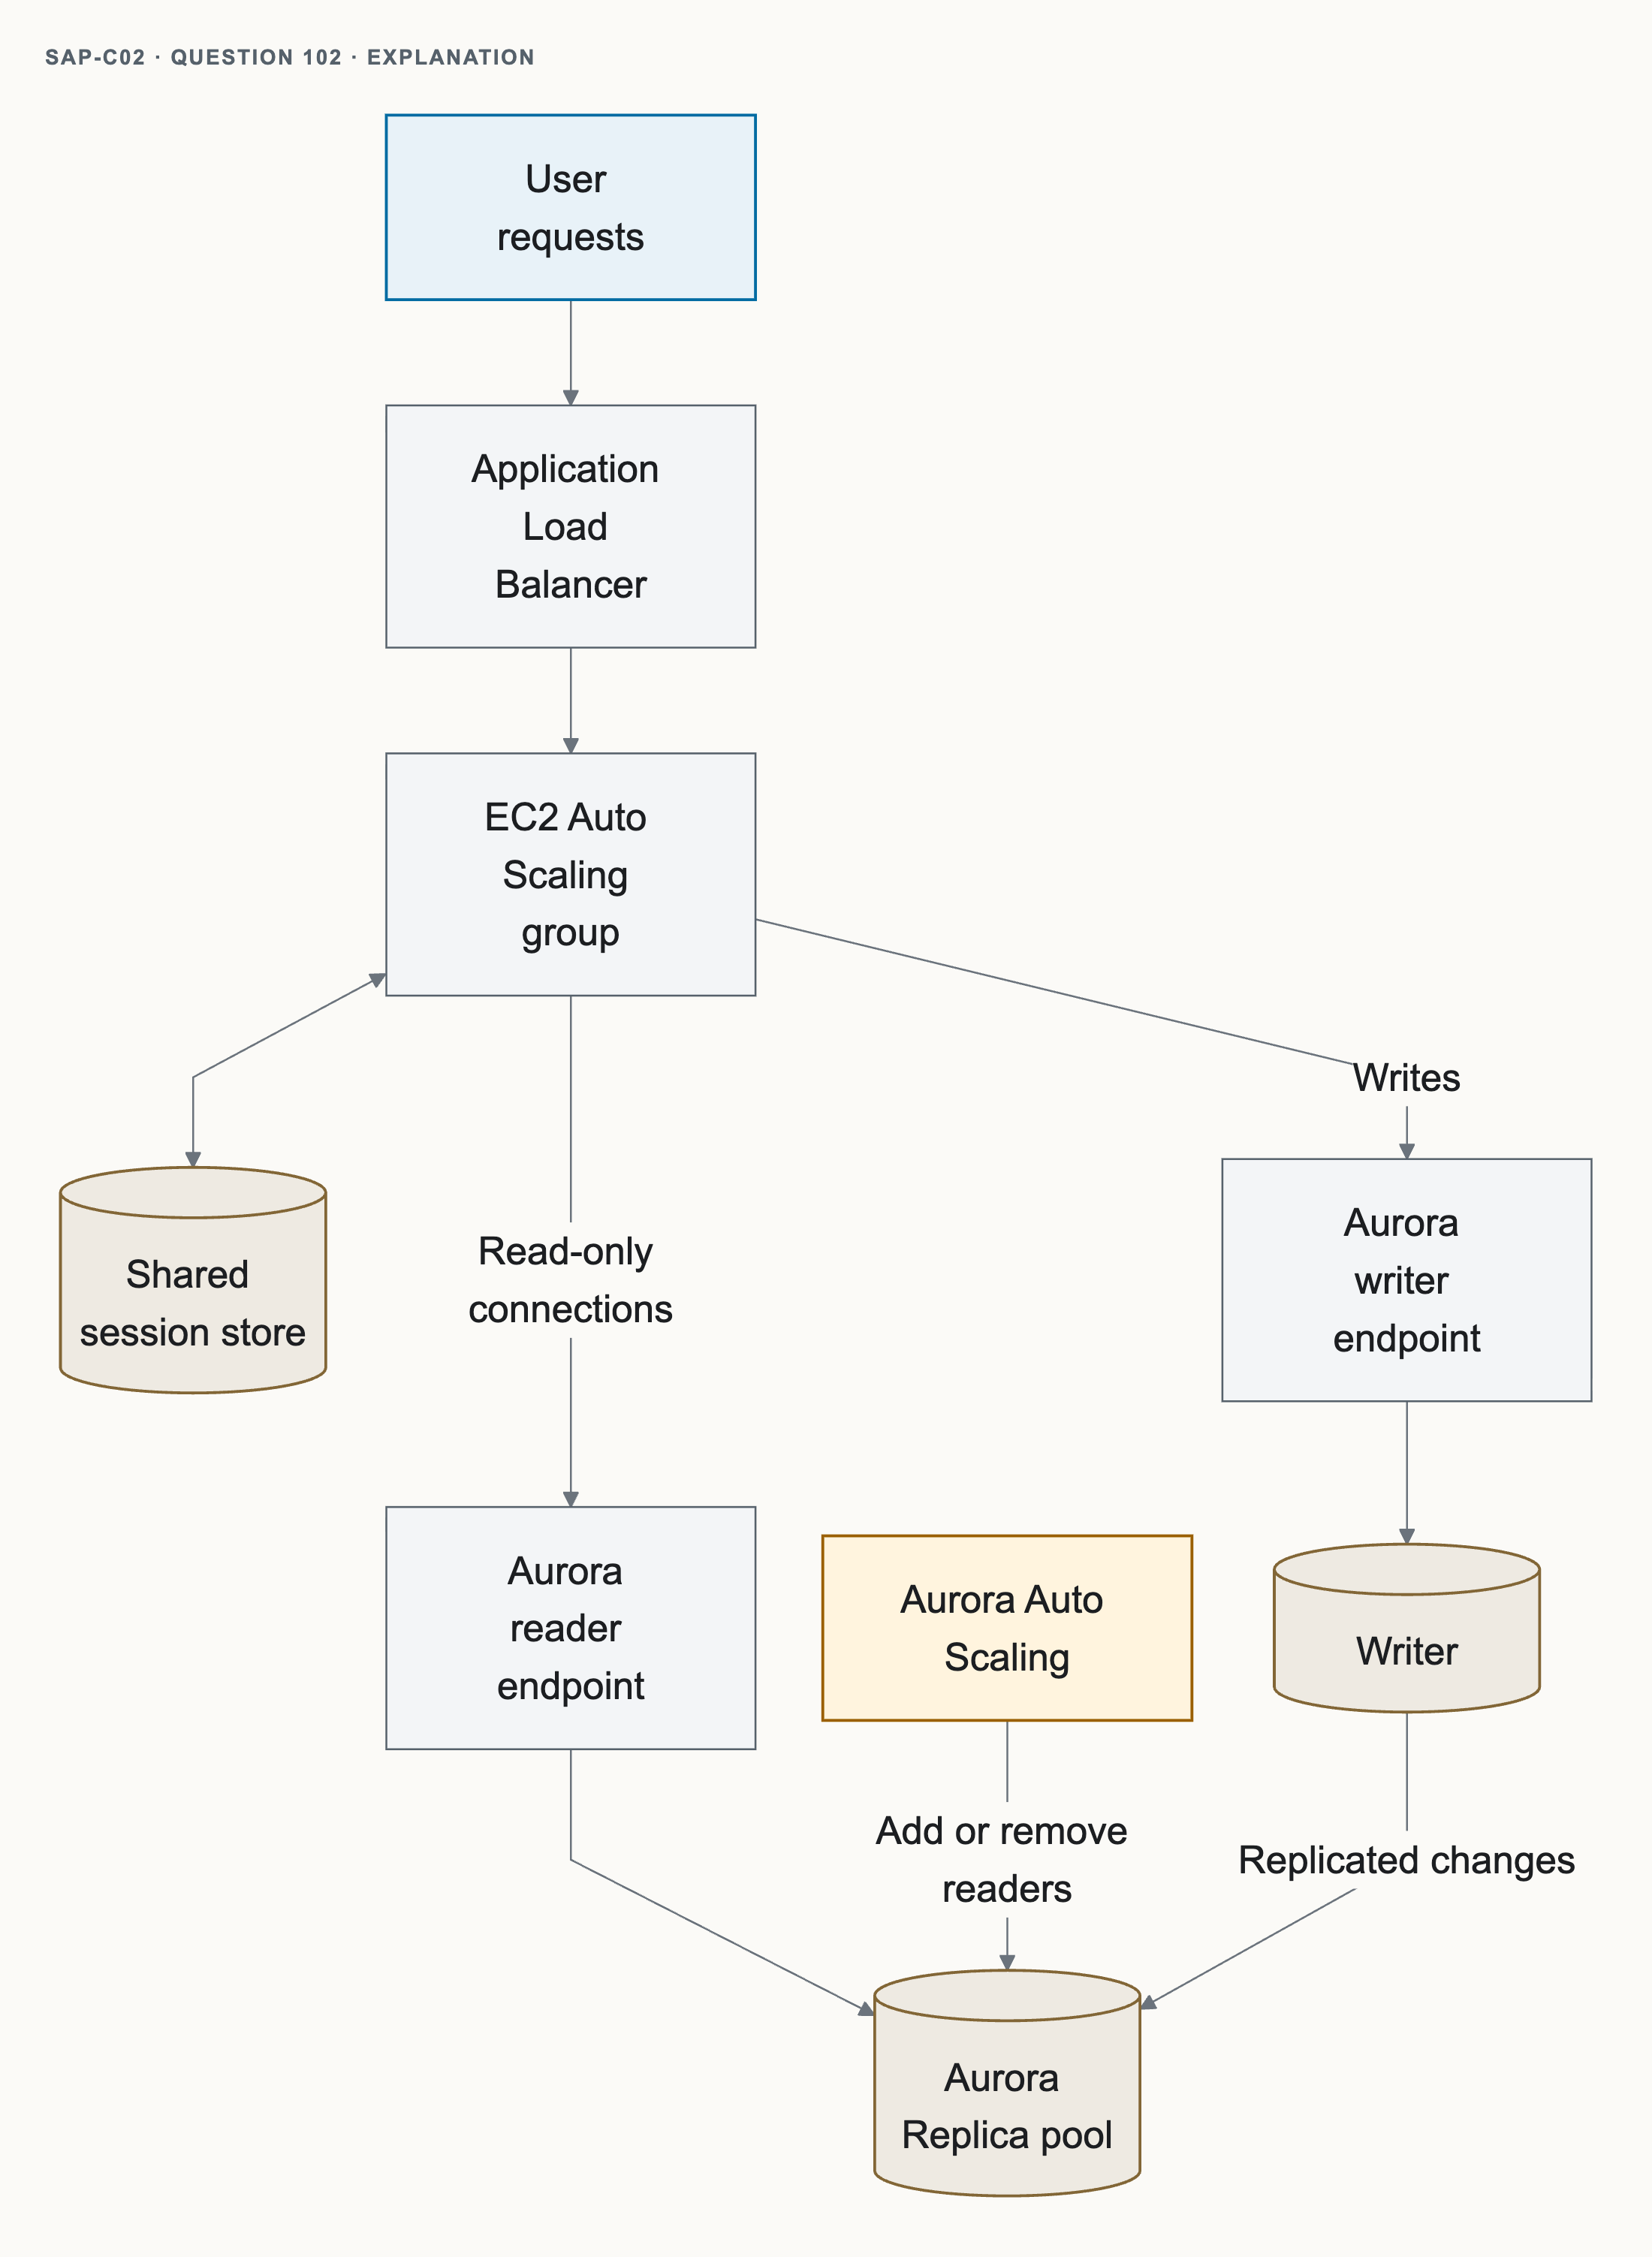 SAP-C02 · QUESTION 102 · EXPLANATION
User
requests
Application
Load
Balancer
EC2 Auto
Scaling
group
Writes
Shared
session store
Read-only
connections
Aurora
writer
endpoint
Aurora
reader
endpoint
Aurora Auto
Scaling
Writer
Add or remove
readers
Replicated changes
Aurora
Replica pool